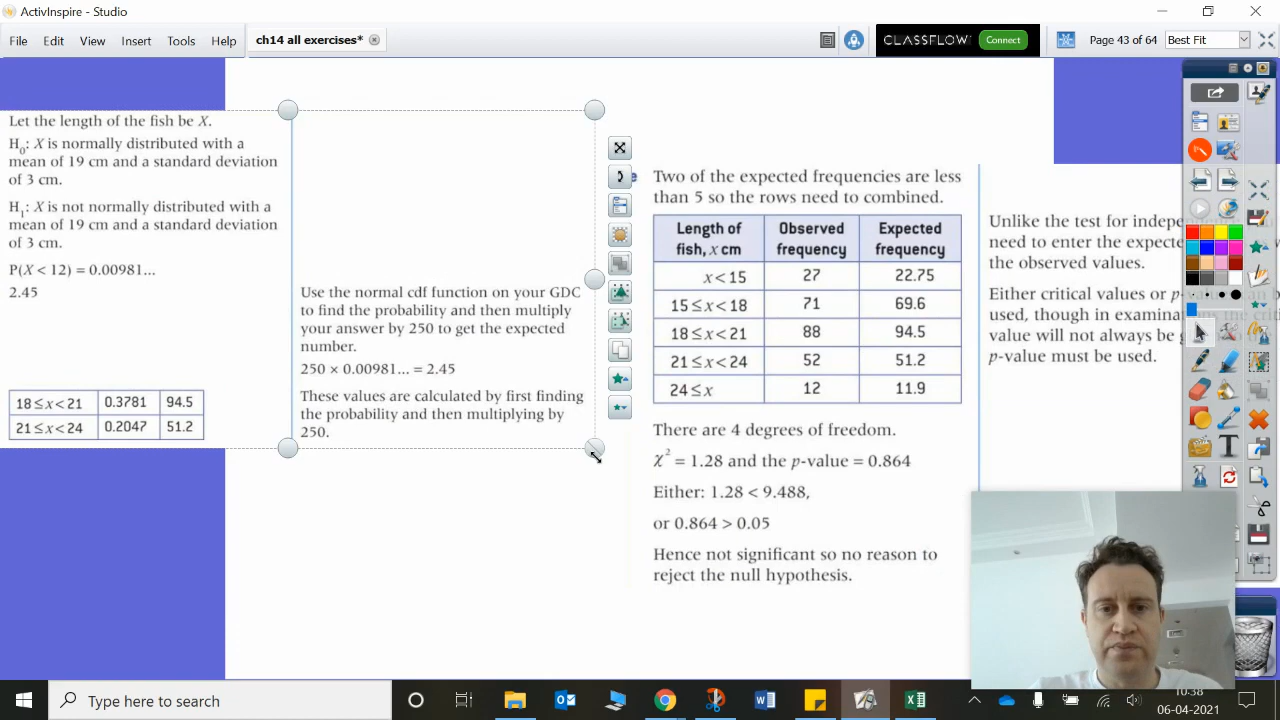 ActivInspire - Studio
File Edit View Insert Tools Help
ch14 all exercises*
CLASSFLOW Connect
Page 43 of 64
Best Fit
Let the length of the fish be X.
H0: X is normally distributed with a
mean of 19 cm and a standard deviation
of 3 cm.
H1: X is not normally distributed with a
mean of 19 cm and a standard deviation
of 3 cm.
P(X < 12) = 0.00981...
2.45
18 ≤ x < 21 0.3781 94.5
21 ≤ x < 24 0.2047 51.2
Use the normal cdf function on your GDC
to find the probability and then multiply
your answer by 250 to get the expected
number.
250 × 0.00981... = 2.45
These values are calculated by first finding
the probability and then multiplying by
250.
e
Two of the expected frequencies are less
than 5 so the rows need to combined.
Length of Observed Expected
fish, x cm frequency frequency
x < 15 27 22.75
15 ≤ x < 18 71 69.6
18 ≤ x < 21 88 94.5
21 ≤ x < 24 52 51.2
24 ≤ x 12 11.9
There are 4 degrees of freedom.
χ² = 1.28 and the p-value = 0.864
Either: 1.28 < 9.488,
or 0.864 > 0.05
Hence not significant so no reason to
reject the null hypothesis.
Unlike the test for indepen
need to enter the expecte
the observed values.
Either critical values or p-
used, though in examina
value will not always be g
p-value must be used.
Type here to search
10:38
06-04-2021